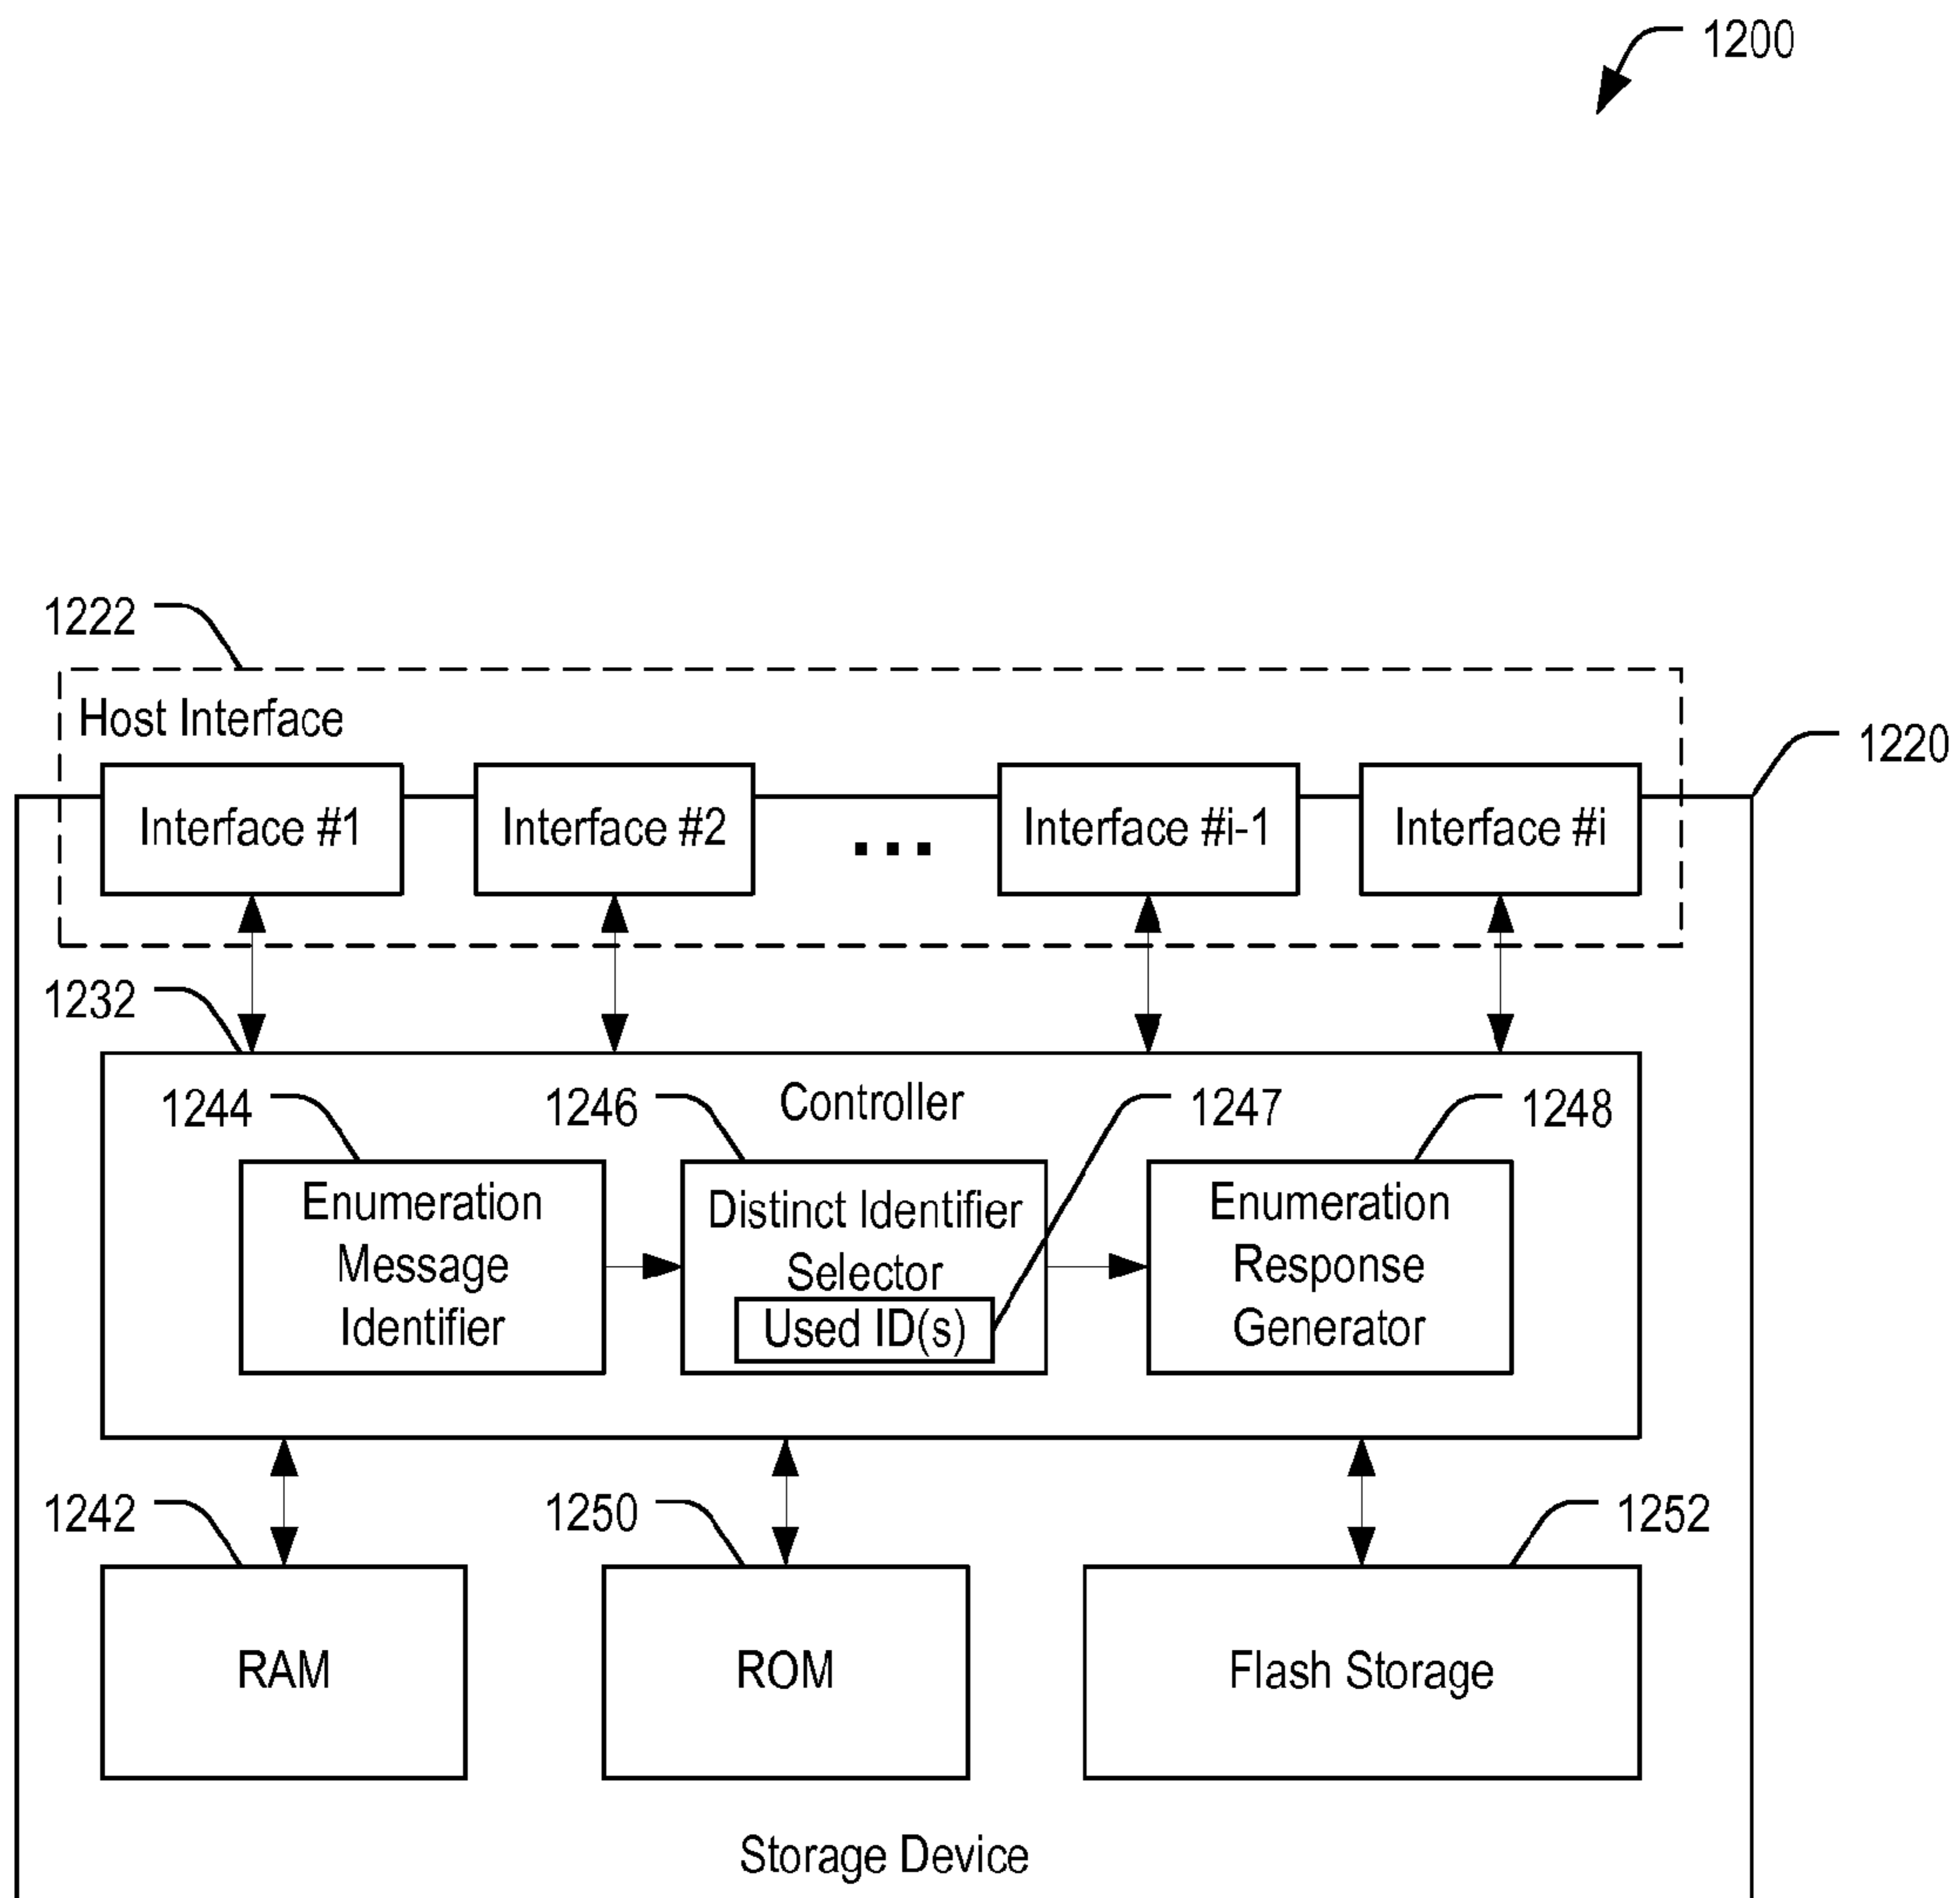 1200
1222
Host Interface
1220
Interface #1
Interface #2
...
Interface #i-1
Interface #i
1232
Controller
1244
1246
1247
1248
Enumeration
Message
Identifier
Distinct Identifier
Selector
Used ID(s)
Enumeration
Response
Generator
1242
1250
1252
RAM
ROM
Flash Storage
Storage Device